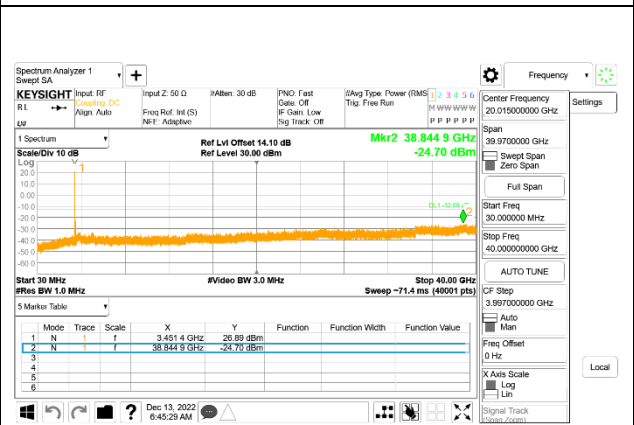 Spectrum Analyzer 1
Swept SA
+
Frequency
KEYSIGHT
Input: RF
Coupling: DC
Align: Auto
Input Z: 50 Ω
Freq Ref: Int (S)
NFE: Adaptive
#Atten: 30 dB
PNO: Fast
Gate: Off
IF Gain: Low
Sig Track: Off
#Avg Type: Power (RMS
Trig: Free Run
1 2 3 4 5 6
M W W W W W
P P P P P P
RL
1 Spectrum
Scale/Div 10 dB
Ref Lvl Offset 14.10 dB
Ref Level 30.00 dBm
Mkr2 38.844 9 GHz
-24.70 dBm
Log
1
20.0
10.0
0.00
-10.0
-20.0
-30.0
-40.0
-50.0
-60.0
2
Start 30 MHz
#Res BW 1.0 MHz
#Video BW 3.0 MHz
Stop 40.00 GHz
Sweep ~71.4 ms (40001 pts)
5 Marker Table
Mode Trace Scale X Y Function Function Width Function Value
1 N 1 f 3.451 4 GHz 26.89 dBm
2 N 1 f 38.844 9 GHz -24.70 dBm
3
4
5
6
Dec 13, 2022
6:45:29 AM
Center Frequency
20.015000000 GHz
Span
39.9700000 GHz
Swept Span
Zero Span
Full Span
Start Freq
30.000000 MHz
Stop Freq
40.000000000 GHz
AUTO TUNE
CF Step
3.997000000 GHz
Auto
Man
Freq Offset
0 Hz
X Axis Scale
Log
Lin
Signal Track
(Span Zoom)
Settings
Local